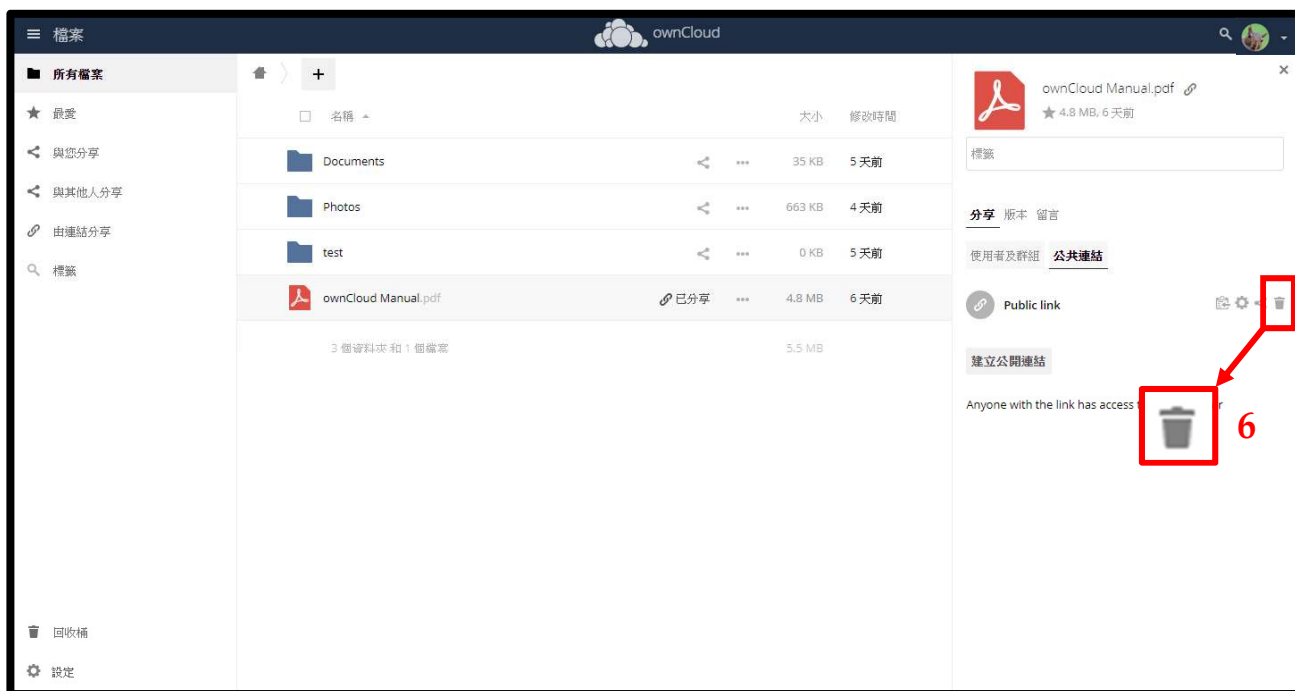 檔案
ownCloud
所有檔案
最愛
與您分享
與其他人分享
由連結分享
標籤
回收桶
設定
+
名稱 大小 修改時間
Documents 35 KB 5 天前
Photos 663 KB 4 天前
test 0 KB 5 天前
ownCloud Manual.pdf 已分享 4.8 MB 6 天前
3 個資料夾 和 1 個檔案 5.5 MB
ownCloud Manual.pdf
4.8 MB, 6 天前
標籤
分享 版本 留言
使用者及群組 公共連結
Public link
建立公開連結
Anyone with the link has access
6